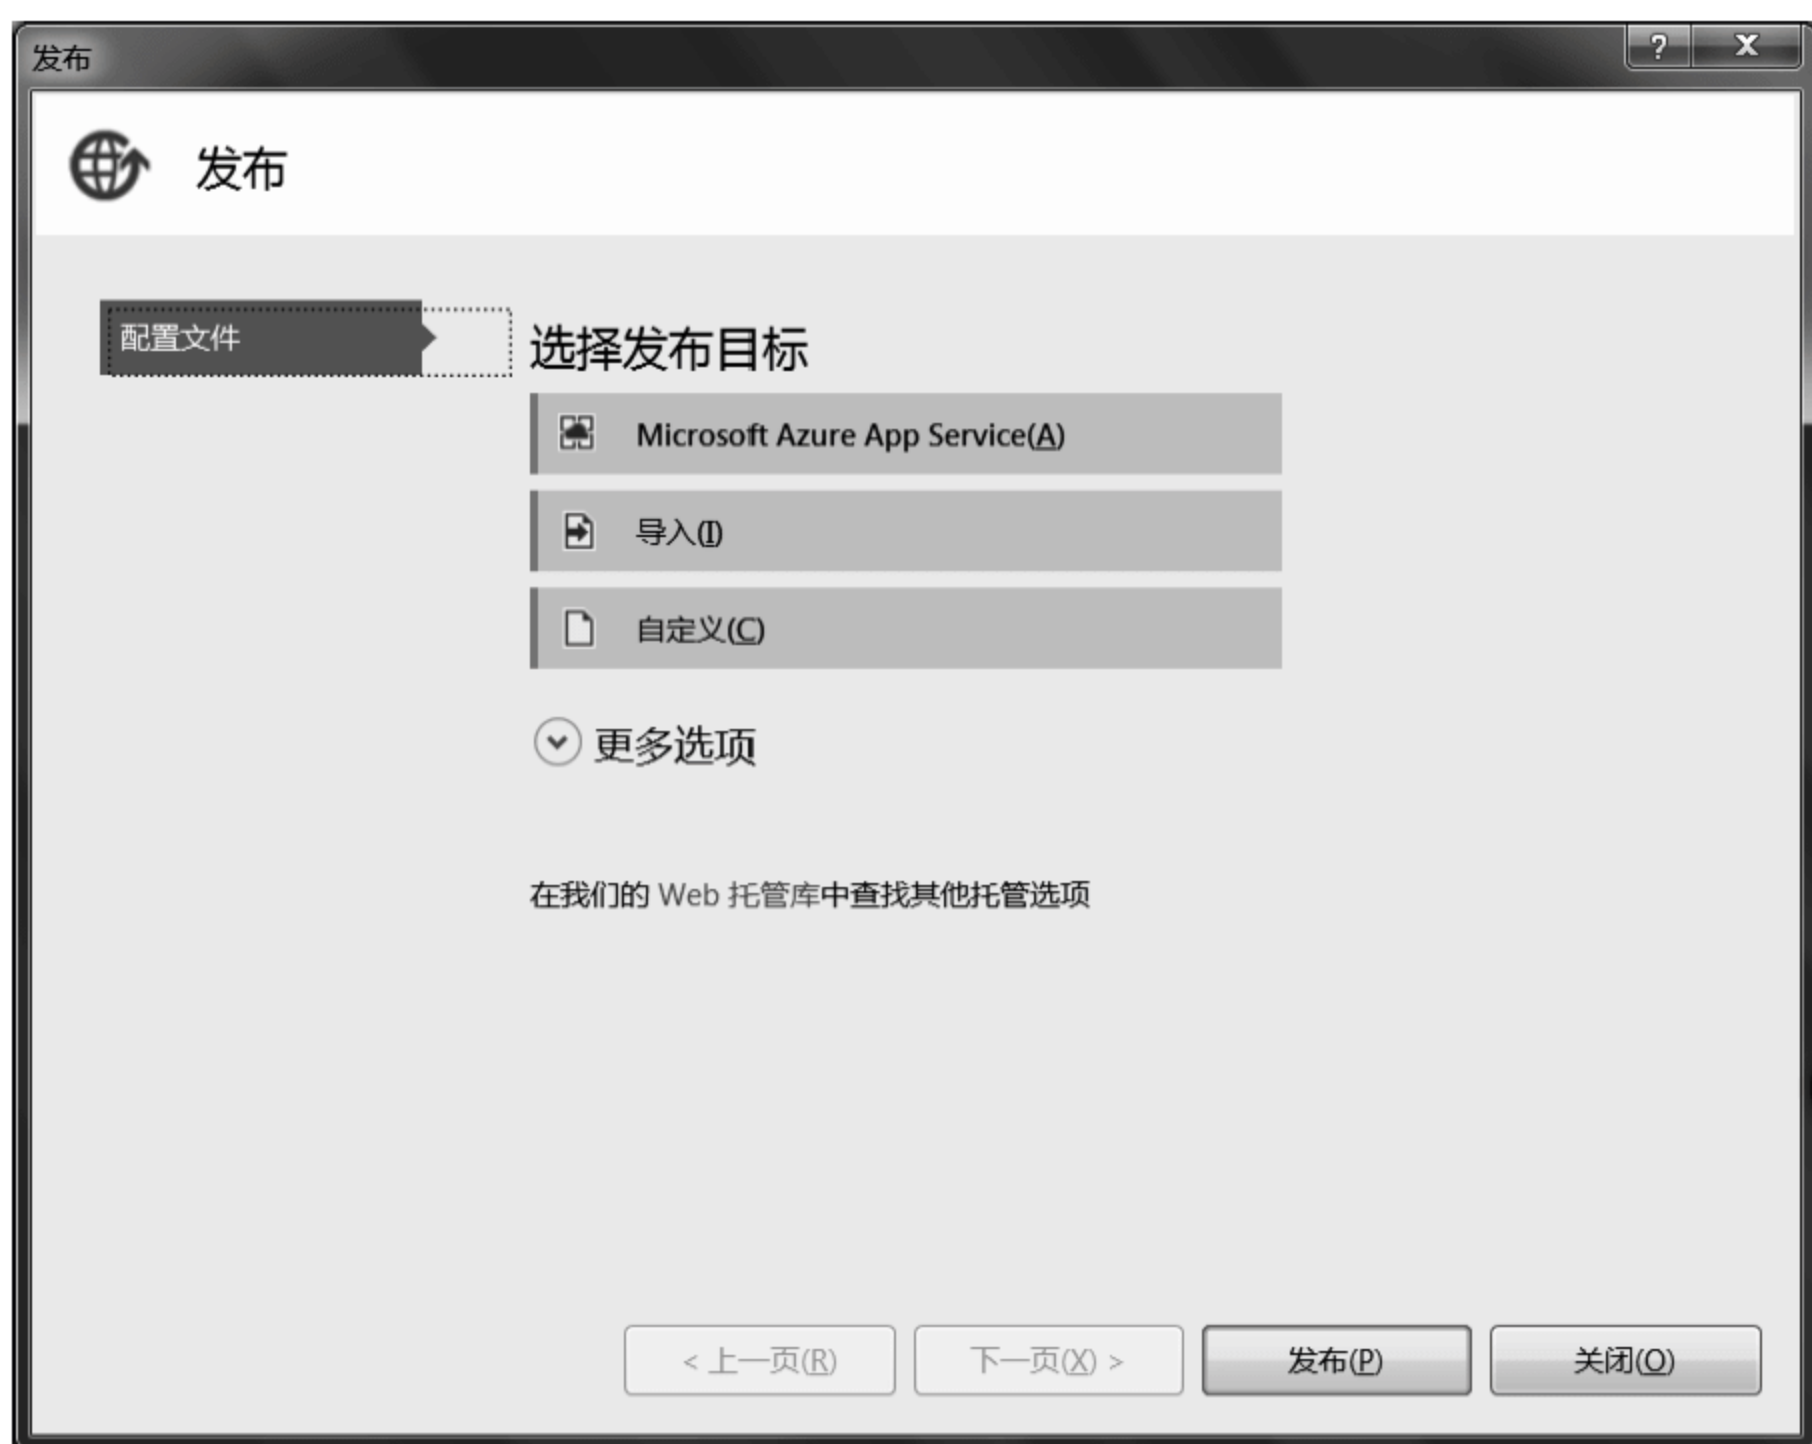 发布
发布
配置文件
选择发布目标
Microsoft Azure App Service(A)
导入(I)
自定义(C)
更多选项
在我们的 Web 托管库中查找其他托管选项
< 上一页(R)
下一页(X) >
发布(P)
关闭(O)